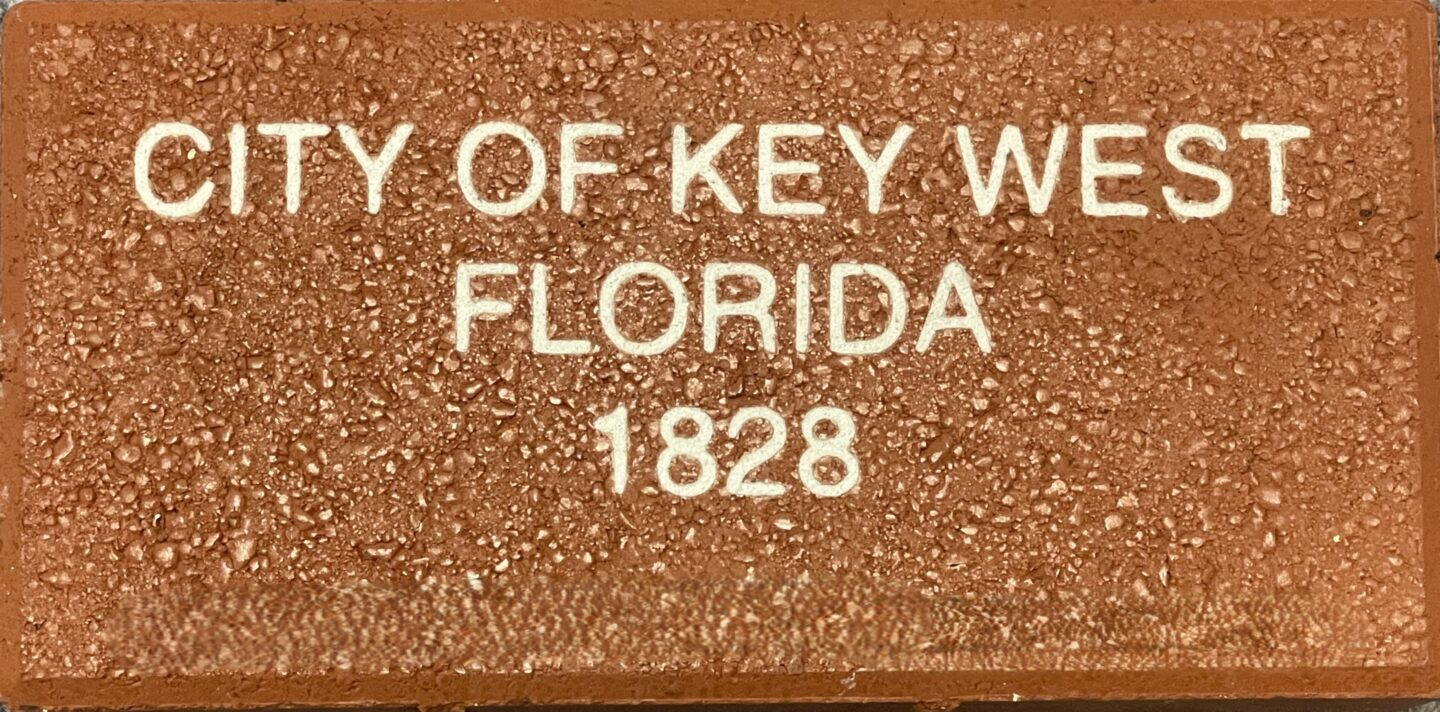 CITY OF KEY WEST
FLORIDA
1828